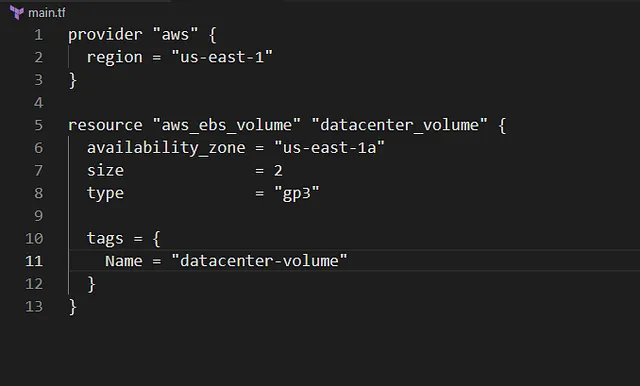 main.tf
1 provider "aws" {
2   region = "us-east-1"
3 }
4
5 resource "aws_ebs_volume" "datacenter_volume" {
6   availability_zone = "us-east-1a"
7   size              = 2
8   type              = "gp3"
9
10   tags = {
11     Name = "datacenter-volume"
12   }
13 }